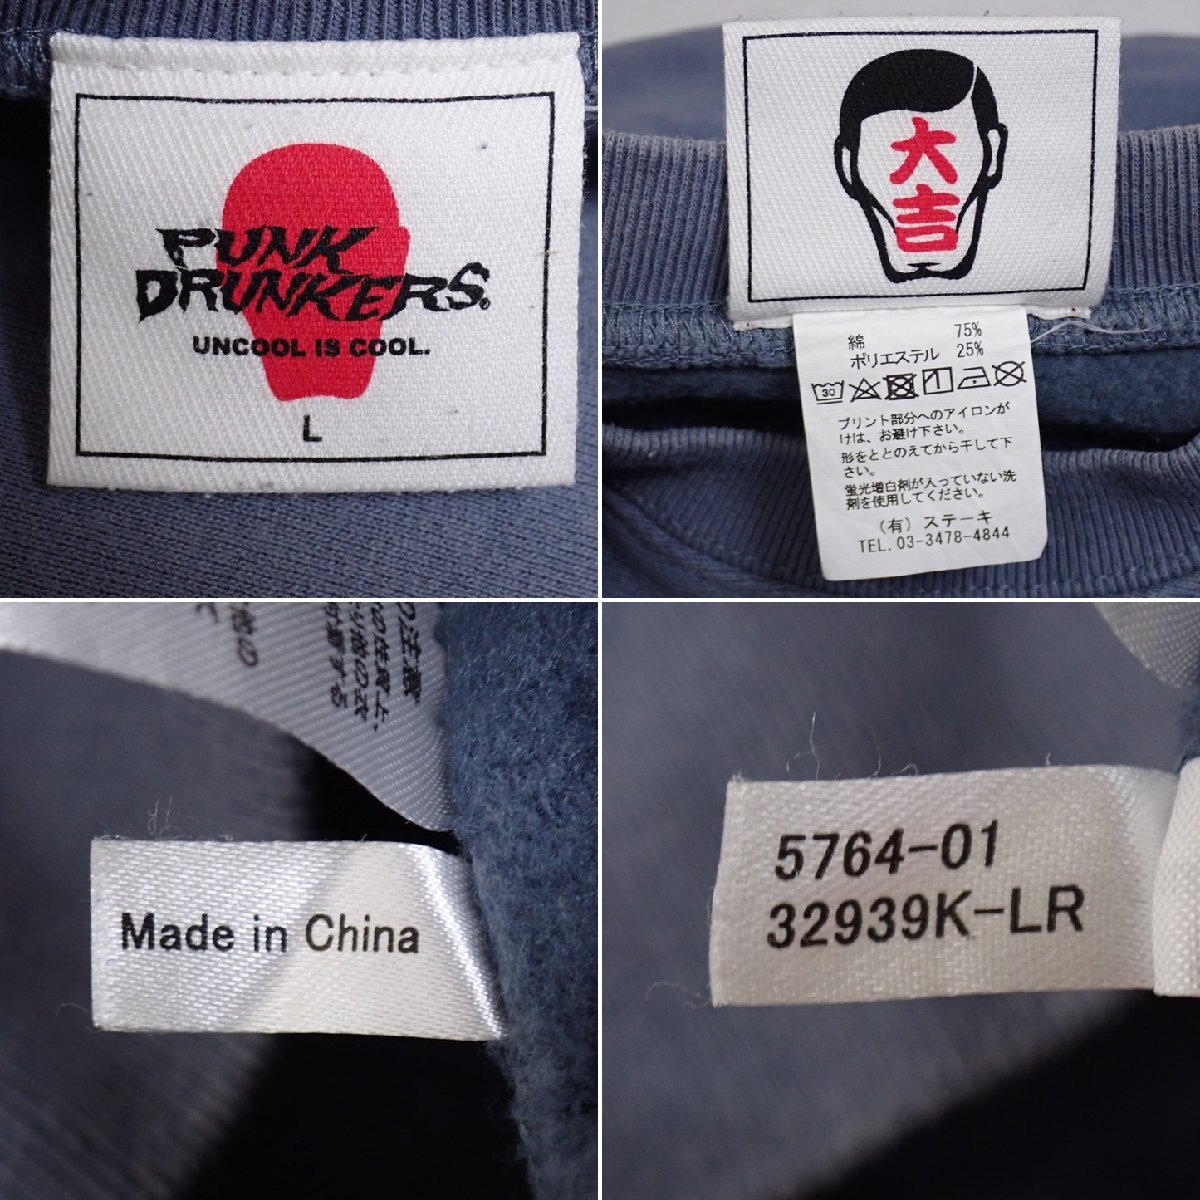 PUNK
DRUNKERS®
UNCOOL IS COOL.
L
大
吉
綿 75%
ポリエステル 25%
30
プリント部分へのアイロンが
けは、お避け下さい。
形をととのえてから干して下
さい。
蛍光増白剤が入っていない洗
剤を使用してください。
(有) ステーキ
TEL. 03-3478-4844
の注意
Made in China
5764-01
32939K-LR